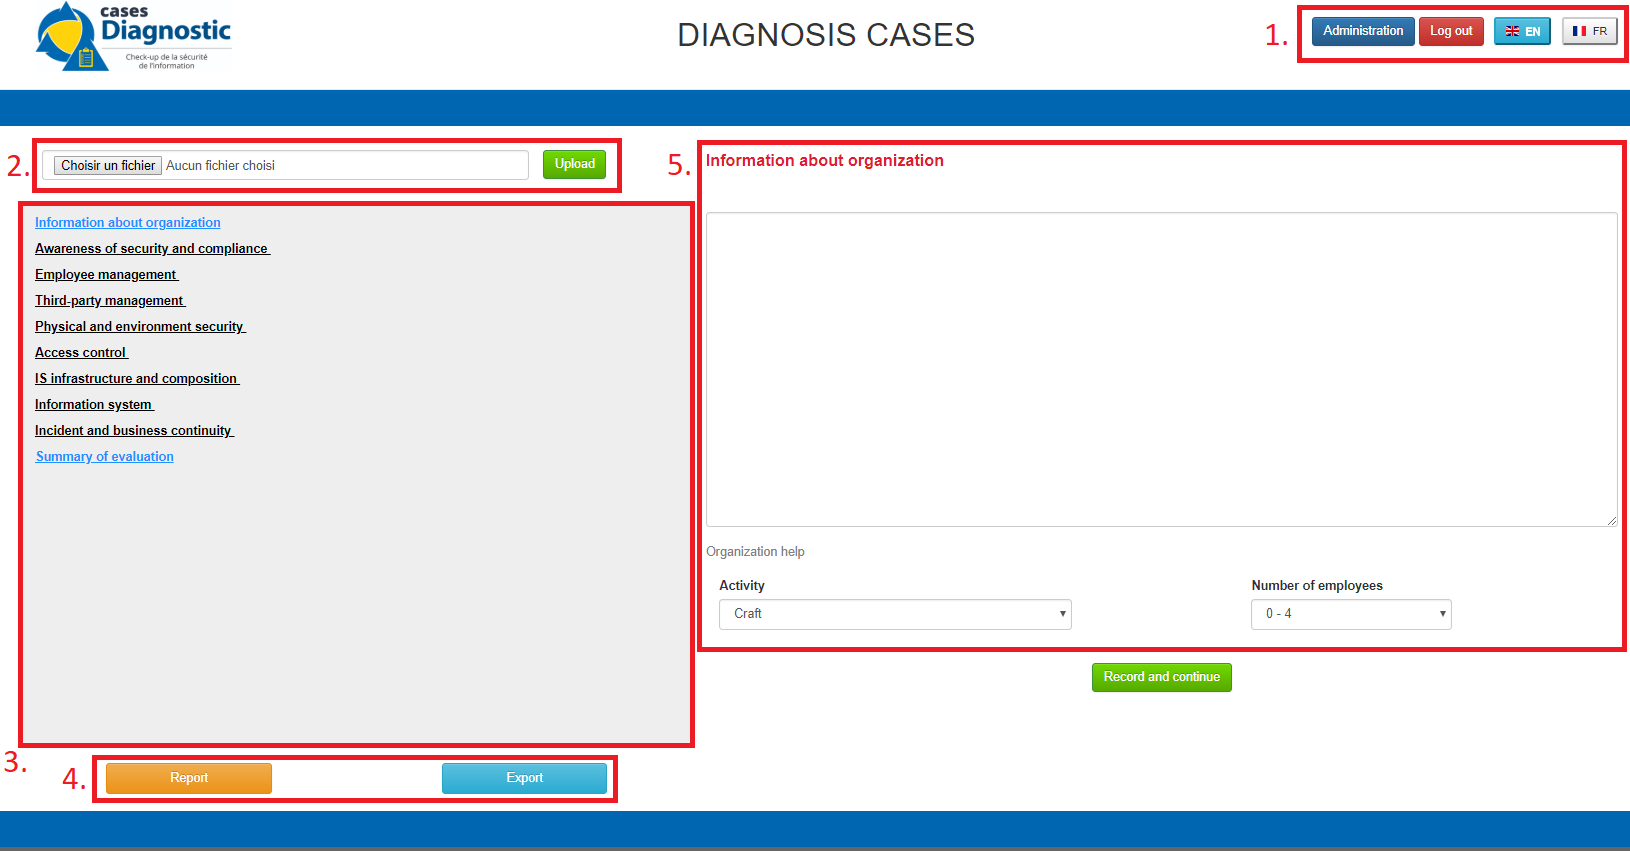 cases
Diagnostic
Check-up de la sécurité
de l'information
DIAGNOSIS CASES
1.
Administration
Log out
EN
FR
2.
Choisir un fichier
Aucun fichier choisi
Upload
5.
Information about organization
Information about organization
Awareness of security and compliance
Employee management
Third-party management
Physical and environment security
Access control
IS infrastructure and composition
Information system
Incident and business continuity
Summary of evaluation
Organization help
Activity
Number of employees
Craft
0 - 4
Record and continue
3.
4.
Report
Export